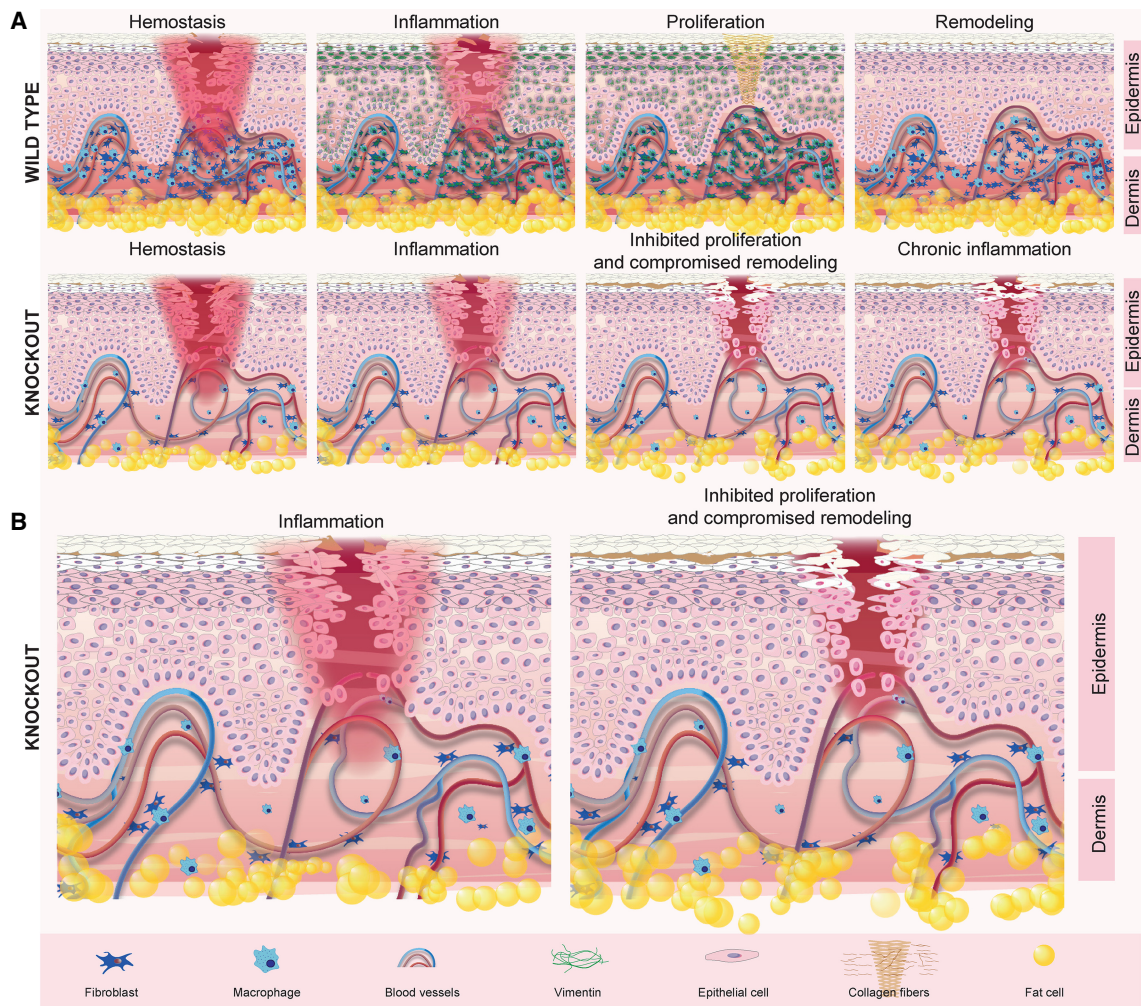 A
Hemostasis
Inflammation
Proliferation
Remodeling
WILD TYPE
Epidermis
Dermis
Hemostasis
Inflammation
Inhibited proliferation
and compromised remodeling
Chronic inflammation
KNOCKOUT
Epidermis
Dermis
B
Inflammation
Inhibited proliferation
and compromised remodeling
KNOCKOUT
Epidermis
Dermis
Fibroblast
Macrophage
Blood vessels
Vimentin
Epithelial cell
Collagen fibers
Fat cell